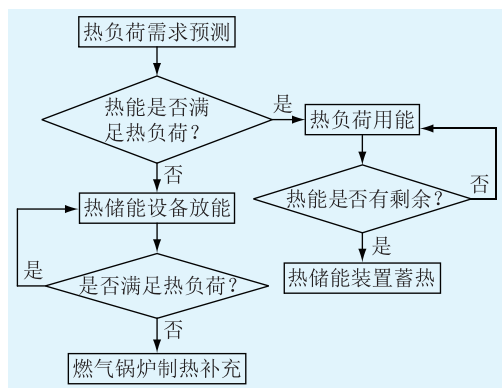 热负荷需求预测
热能是否满
足热负荷？
是
热负荷用能
否
否
热储能设备放能
热能是否有剩余？
是
是
热储能装置蓄热
是否满足热负荷？
否
燃气锅炉制热补充